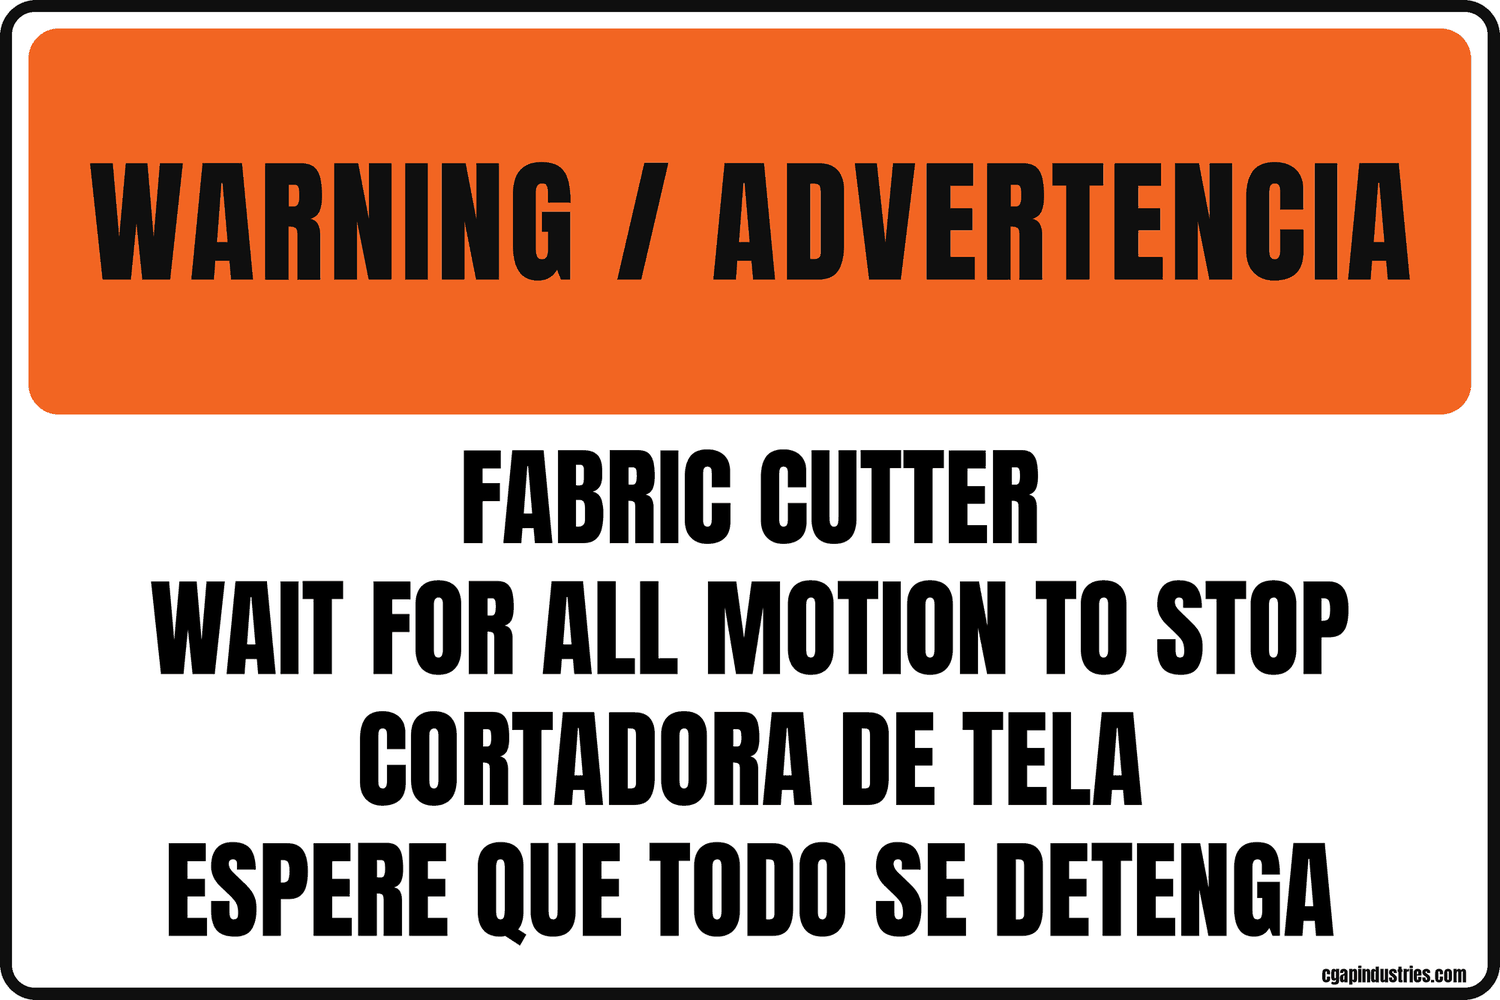 WARNING / ADVERTENCIA
FABRIC CUTTER
WAIT FOR ALL MOTION TO STOP
CORTADORA DE TELA
ESPERE QUE TODO SE DETENGA
cgapindustries.com